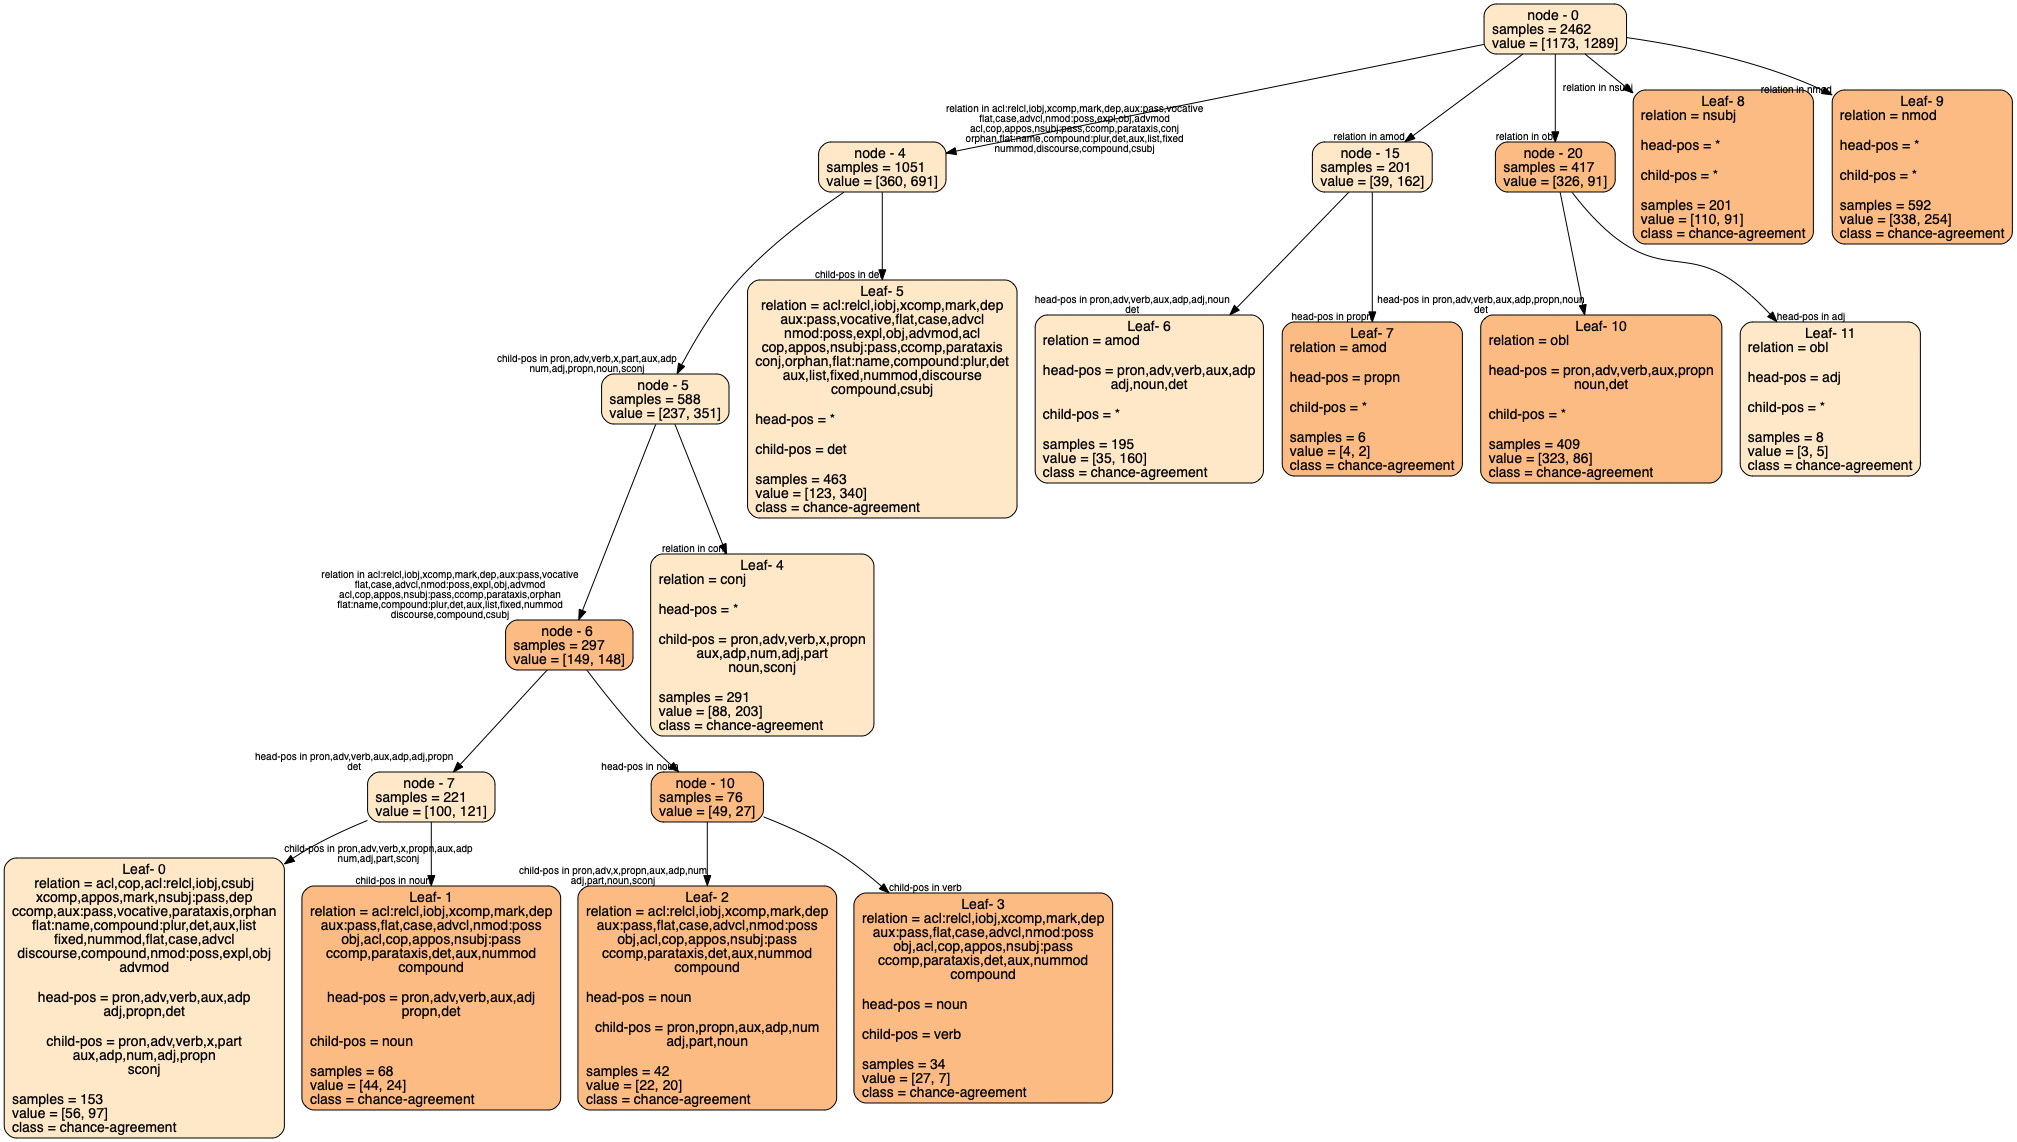 node - 0
samples = 2462
value = [1173, 1289]
relation in acl:relcl,iobj,xcomp,mark,dep,aux:pass,vocative
flat,case,advcl,nmod:poss,expl,obj,advmod
acl,cop,appos,nsubj:pass,ccomp,parataxis,conj
orphan,flat:name,compound:plur,det,aux,list,fixed
nummod,discourse,compound,csubj
relation in amod
relation in obl
relation in nsubj
relation in nmod
node - 4
samples = 1051
value = [360, 691]
node - 15
samples = 201
value = [39, 162]
node - 20
samples = 417
value = [326, 91]
Leaf- 8
relation = nsubj
head-pos = *
child-pos = *
samples = 201
value = [110, 91]
class = chance-agreement
Leaf- 9
relation = nmod
head-pos = *
child-pos = *
samples = 592
value = [338, 254]
class = chance-agreement
child-pos in pron,adv,verb,x,part,aux,adp
num,adj,propn,noun,sconj
child-pos in det
head-pos in pron,adv,verb,aux,adp,adj,noun
det
head-pos in propn
head-pos in pron,adv,verb,aux,adp,propn,noun
det
head-pos in adj
node - 5
samples = 588
value = [237, 351]
Leaf- 5
relation = acl:relcl,iobj,xcomp,mark,dep
aux:pass,vocative,flat,case,advcl
nmod:poss,expl,obj,advmod,acl
cop,appos,nsubj:pass,ccomp,parataxis
conj,orphan,flat:name,compound:plur,det
aux,list,fixed,nummod,discourse
compound,csubj
head-pos = *
child-pos = det
samples = 463
value = [123, 340]
class = chance-agreement
Leaf- 6
relation = amod
head-pos = pron,adv,verb,aux,adp
adj,noun,det
child-pos = *
samples = 195
value = [35, 160]
class = chance-agreement
Leaf- 7
relation = amod
head-pos = propn
child-pos = *
samples = 6
value = [4, 2]
class = chance-agreement
Leaf- 10
relation = obl
head-pos = pron,adv,verb,aux,propn
noun,det
child-pos = *
samples = 409
value = [323, 86]
class = chance-agreement
Leaf- 11
relation = obl
head-pos = adj
child-pos = *
samples = 8
value = [3, 5]
class = chance-agreement
relation in acl:relcl,iobj,xcomp,mark,dep,aux:pass,vocative
flat,case,advcl,nmod:poss,expl,obj,advmod
acl,cop,appos,nsubj:pass,ccomp,parataxis,orphan
flat:name,compound:plur,det,aux,list,fixed,nummod
discourse,compound,csubj
relation in conj
node - 6
samples = 297
value = [149, 148]
Leaf- 4
relation = conj
head-pos = *
child-pos = pron,adv,verb,x,propn
aux,adp,num,adj,part
noun,sconj
samples = 291
value = [88, 203]
class = chance-agreement
head-pos in pron,adv,verb,aux,adp,adj,propn
det
head-pos in noun
node - 7
samples = 221
value = [100, 121]
node - 10
samples = 76
value = [49, 27]
child-pos in pron,adv,verb,x,propn,aux,adp
num,adj,part,sconj
child-pos in noun
child-pos in pron,adv,x,propn,aux,adp,num
adj,part,noun,sconj
child-pos in verb
Leaf- 0
relation = acl,cop,acl:relcl,iobj,csubj
xcomp,appos,mark,nsubj:pass,dep
ccomp,aux:pass,vocative,parataxis,orphan
flat:name,compound:plur,det,aux,list
fixed,nummod,flat,case,advcl
discourse,compound,nmod:poss,expl,obj
advmod
head-pos = pron,adv,verb,aux,adp
adj,propn,det
child-pos = pron,adv,verb,x,part
aux,adp,num,adj,propn
sconj
samples = 153
value = [56, 97]
class = chance-agreement
Leaf- 1
relation = acl:relcl,iobj,xcomp,mark,dep
aux:pass,flat,case,advcl,nmod:poss
obj,acl,cop,appos,nsubj:pass
ccomp,parataxis,det,aux,nummod
compound
head-pos = pron,adv,verb,aux,adj
propn,det
child-pos = noun
samples = 68
value = [44, 24]
class = chance-agreement
Leaf- 2
relation = acl:relcl,iobj,xcomp,mark,dep
aux:pass,flat,case,advcl,nmod:poss
obj,acl,cop,appos,nsubj:pass
ccomp,parataxis,det,aux,nummod
compound
head-pos = noun
child-pos = pron,propn,aux,adp,num
adj,part,noun
samples = 42
value = [22, 20]
class = chance-agreement
Leaf- 3
relation = acl:relcl,iobj,xcomp,mark,dep
aux:pass,flat,case,advcl,nmod:poss
obj,acl,cop,appos,nsubj:pass
ccomp,parataxis,det,aux,nummod
compound
head-pos = noun
child-pos = verb
samples = 34
value = [27, 7]
class = chance-agreement